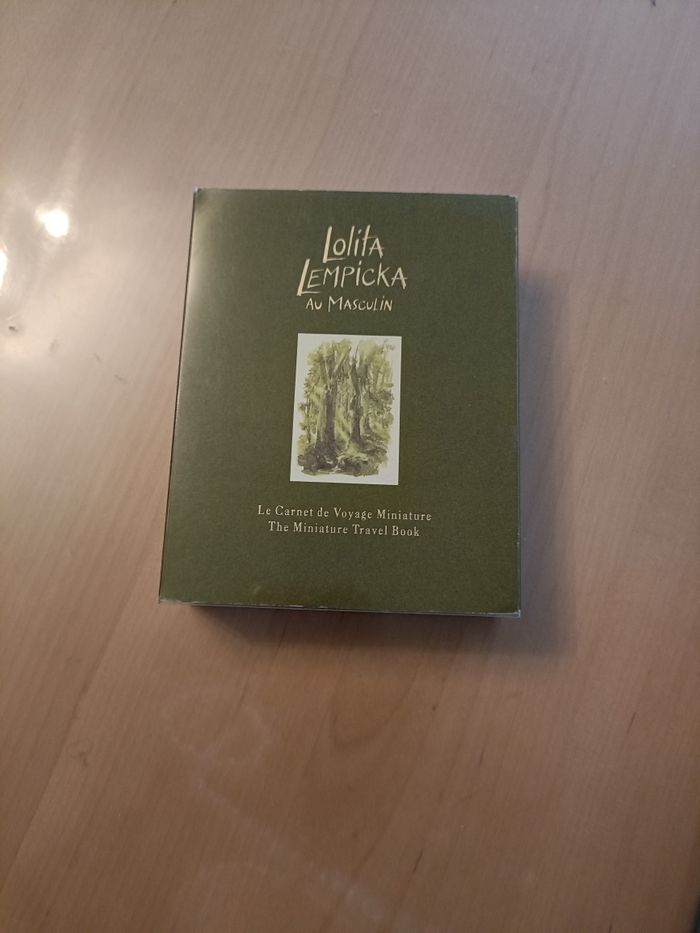 Lolita
LEMPICKA
AU MASCULIN
Le Carnet de Voyage Miniature
The Miniature Travel Book